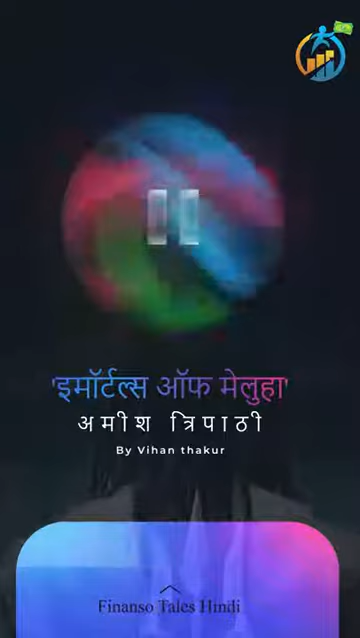 'इमॉर्टल्स ऑफ मेलुहा'
अमीश त्रिपाठी
By Vihan thakur
Finanso Tales Hindi